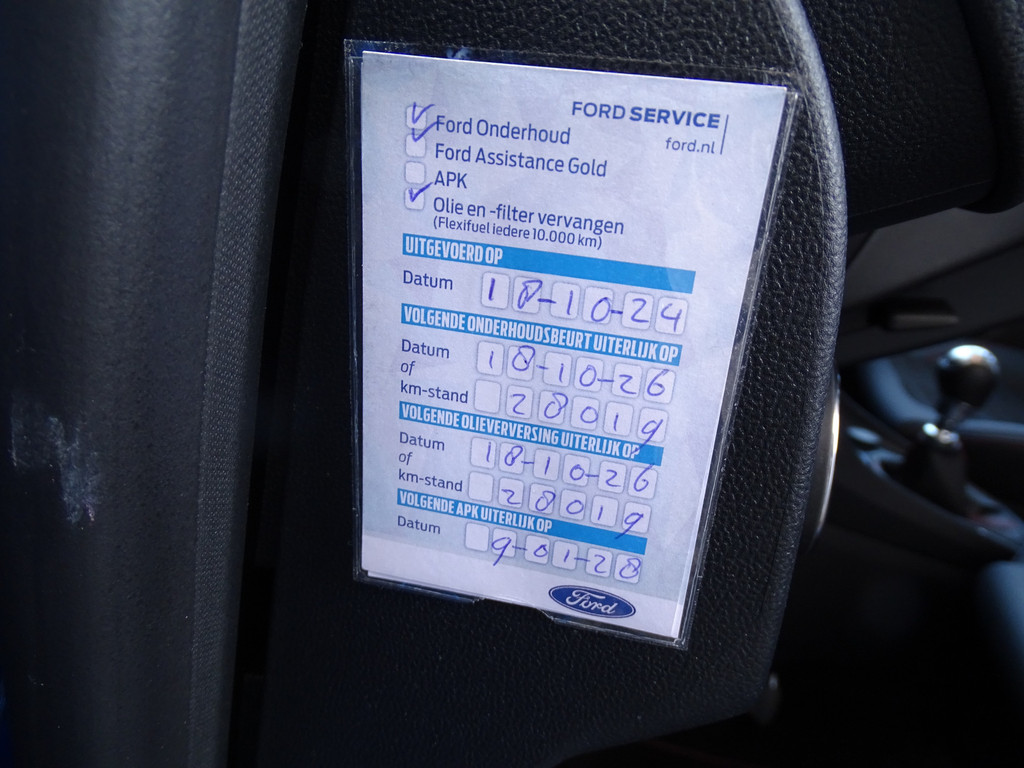 FORD SERVICE
ford.nl
Ford Onderhoud
Ford Assistance Gold
APK
Olie en -filter vervangen
(Flexifuel iedere 10.000 km)
UITGEVOERD OP
Datum 18-10-24
VOLGENDE ONDERHOUDSBEURT UITERLIJK OP
Datum 18-10-26
of
km-stand 28019
VOLGENDE OLIEVERVERSING UITERLIJK OP
Datum 18-10-26
of
km-stand 28019
VOLGENDE APK UITERLIJK OP
Datum 9-01-28
Ford